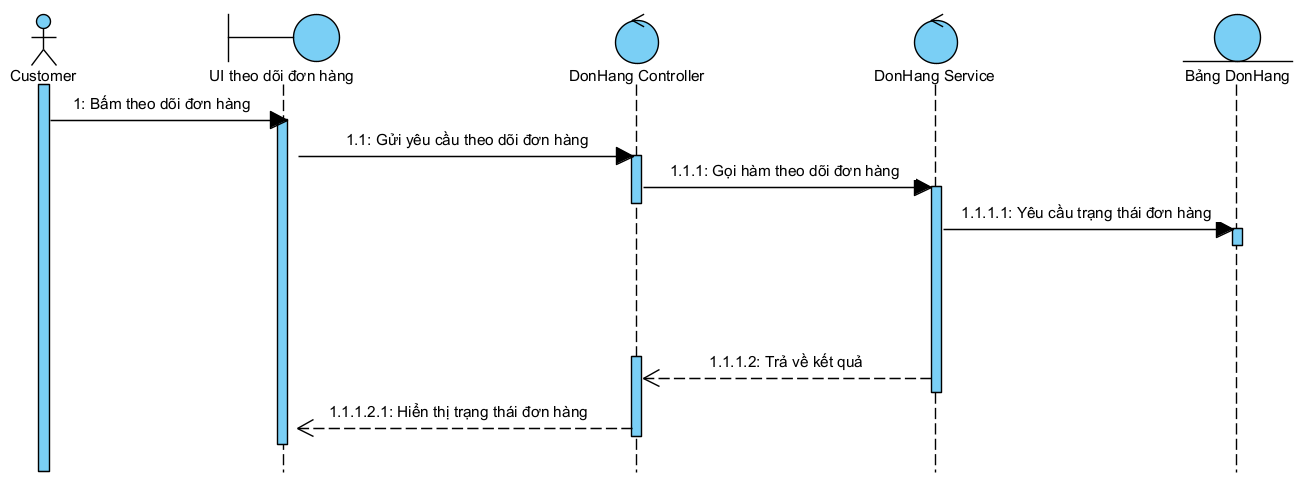 Customer
UI theo dõi đơn hàng
DonHang Controller
DonHang Service
Bảng DonHang
1: Bấm theo dõi đơn hàng
1.1: Gửi yêu cầu theo dõi đơn hàng
1.1.1: Gọi hàm theo dõi đơn hàng
1.1.1.1: Yêu cầu trạng thái đơn hàng
1.1.1.2: Trả về kết quả
1.1.1.2.1: Hiển thị trạng thái đơn hàng